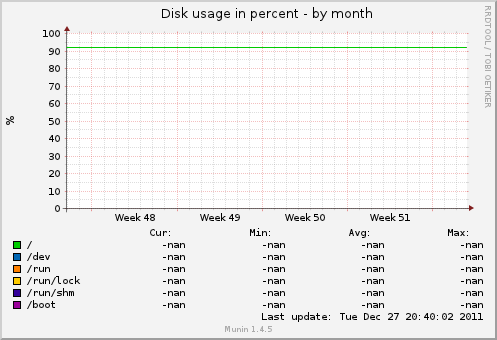 Disk usage in percent - by month
RRDTOOL / TOBI OETIKER
%
100
90
80
70
60
50
40
30
20
10
0
Week 48 Week 49 Week 50 Week 51
Cur: Min: Avg: Max:
/ -nan -nan -nan -nan
/dev -nan -nan -nan -nan
/run -nan -nan -nan -nan
/run/lock -nan -nan -nan -nan
/run/shm -nan -nan -nan -nan
/boot -nan -nan -nan -nan
Last update: Tue Dec 27 20:40:02 2011
Munin 1.4.5